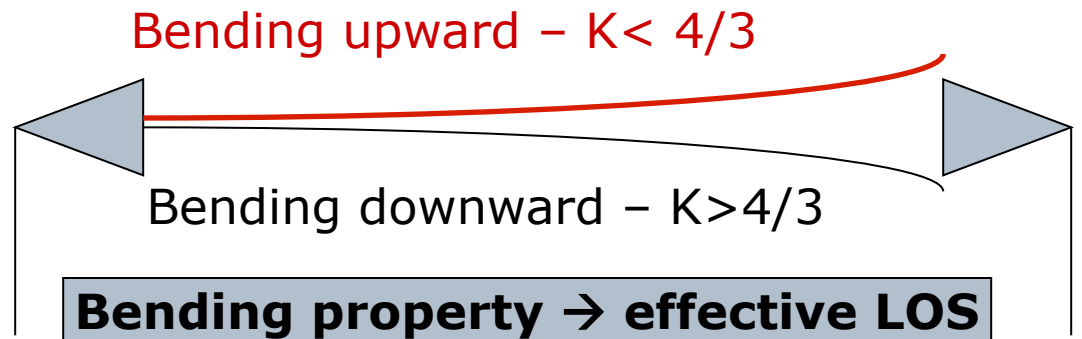 Bending upward – K< 4/3
Bending downward – K>4/3
Bending property → effective LOS